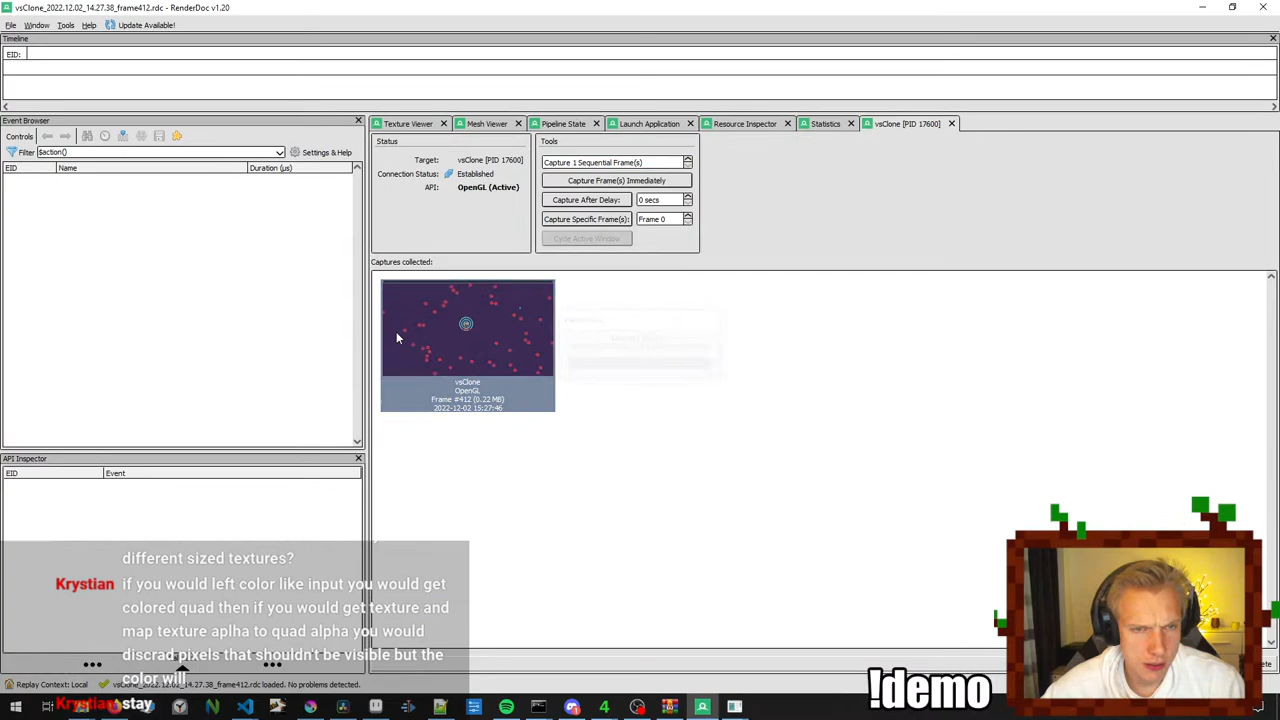 vsClone_2022.12.02_14.27.38_frame412.rdc - RenderDoc v1.20
File Window Tools Help Update Available!
Timeline
EID:
Event Browser
Controls
Filter $action() Settings & Help
EID Name Duration (µs)
API Inspector
EID Event
Texture Viewer Mesh Viewer Pipeline State Launch Application Resource Inspector Statistics vsClone [PID 17600]
Status
Target: vsClone [PID 17600]
Connection Status: Established
API: OpenGL (Active)
Tools
Capture 1 Sequential Frame(s)
Capture Frame(s) Immediately
Capture After Delay: 0 secs
Capture Specific Frame(s): Frame 0
Cycle Active Window
Captures collected:
vsClone
OpenGL
Frame #412 (0.22 MB)
2022-12-02 15:27:46
different sized textures?
Krystian if you would left color like input you would get
colored quad then if you would get texture and
map texture aplha to quad alpha you would
discrad pixels that shouldn't be visible but the
color will
Krystian stay
Replay Context: Local vsClone_2022.12.02_14.27.38_frame412.rdc loaded. No problems detected.
!demo